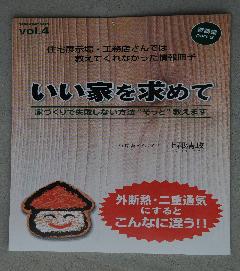 vol.4
住宅展示場・工務店さんでは
教えてくれなかった情報冊子
いい家を求めて
家づくりで失敗しない方法“そっと”教えます
外断熱・二重通気
にすると
こんなに違う!!